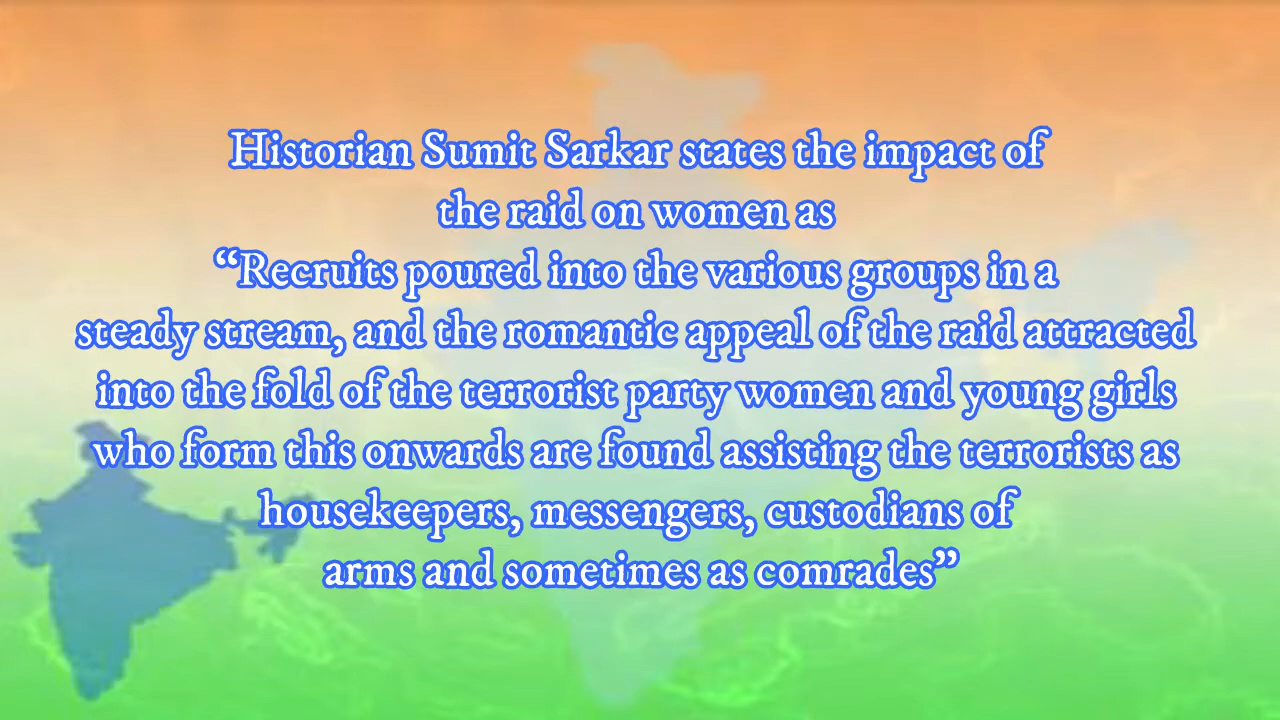 Historian Sumit Sarkar states the impact of
the raid on women as
“Recruits poured into the various groups in a
steady stream, and the romantic appeal of the raid attracted
into the fold of the terrorist party women and young girls
who form this onwards are found assisting the terrorists as
housekeepers, messengers, custodians of
arms and sometimes as comrades”